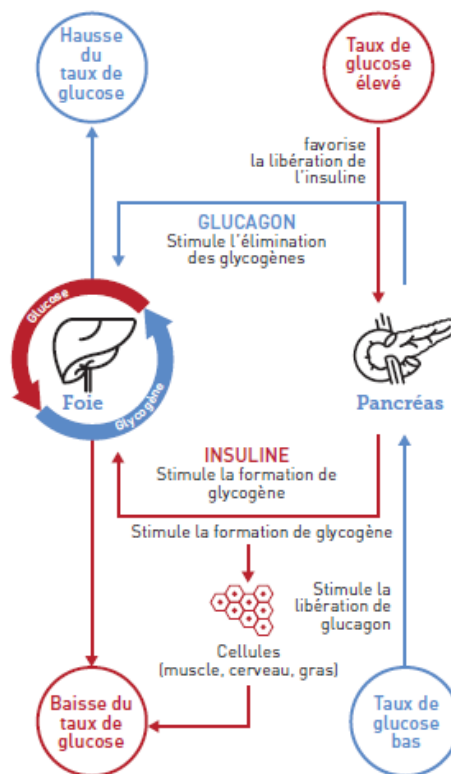 Hausse
du
taux de
glucose
Taux de
glucose
élevé
favorise
la libération de
l'insuline
GLUCAGON
Stimule l'élimination
des glycogènes
Glucose
Glycogène
Foie
Pancréas
INSULINE
Stimule la formation de
glycogène
Stimule la formation de glycogène
Stimule la
libération de
glucagon
Cellules
(muscle, cerveau, gras)
Baisse du
taux de
glucose
Taux de
glucose
bas